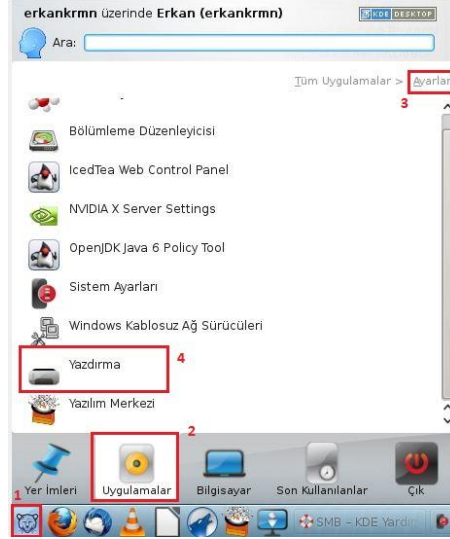 erkankrmn üzerinde Erkan (erkankrmn)
KDE DESKTOP
Ara:
Tüm Uygulamalar > Ayarlar
3
Bölümleme Düzenleyicisi
IcedTea Web Control Panel
NVIDIA X Server Settings
OpenJDK Java 6 Policy Tool
Sistem Ayarları
Windows Kablosuz Ağ Sürücüleri
Yazdırma
4
Yazılım Merkezi
2
Yer İmleri
Uygulamalar
Bilgisayar
Son Kullanılanlar
Çık
1
SMB – KDE Yardı